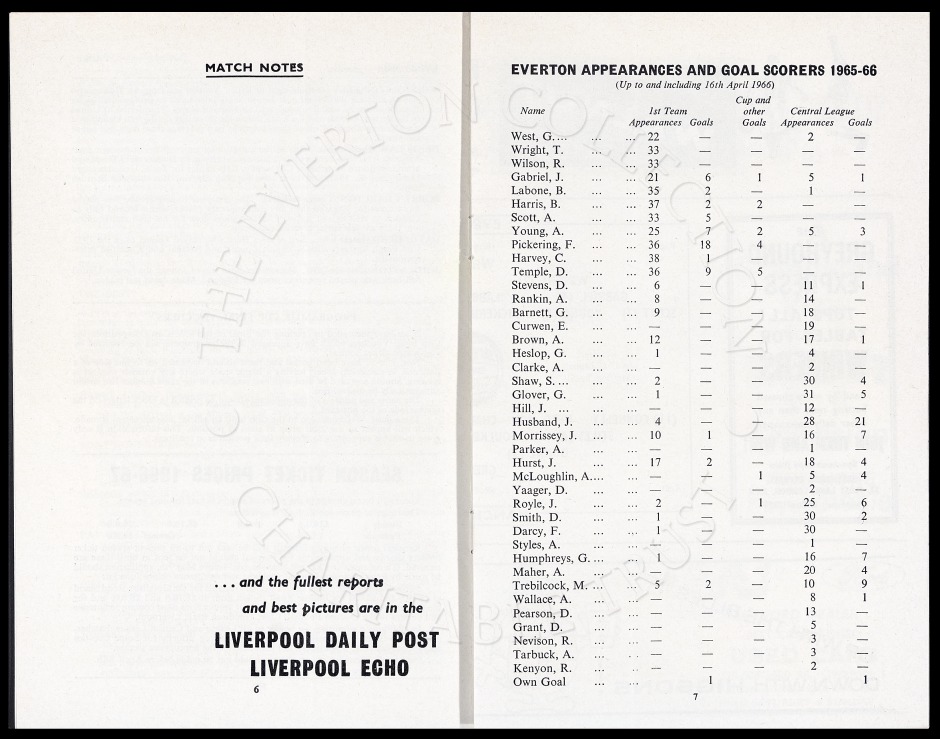 MATCH NOTES
... and the fullest reports
and best pictures are in the
LIVERPOOL DAILY POST
LIVERPOOL ECHO
6
EVERTON APPEARANCES AND GOAL SCORERS 1965-66
(Up to and including 16th April 1966)
Name 1st Team Appearances Goals Cup and other Goals Central League Appearances Goals
West, G.... ... ... 22 — — 2 —
Wright, T. ... ... 33 — — — —
Wilson, R. ... ... 33 — — — —
Gabriel, J. ... ... 21 6 1 5 1
Labone, B. ... ... 35 2 — 1 —
Harris, B. ... ... 37 2 2 — —
Scott, A. ... ... 33 5 — — —
Young, A. ... ... 25 7 2 5 3
Pickering, F. ... ... 36 18 4 — —
Harvey, C. ... ... 38 1 — — —
Temple, D. ... ... 36 9 5 — —
Stevens, D. ... ... 6 — — 11 1
Rankin, A. ... ... 8 — — 14 —
Barnett, G. ... ... 9 — — 18 —
Curwen, E. ... ... — — — 19 —
Brown, A. ... ... 12 — — 17 1
Heslop, G. ... ... 1 — — 4 —
Clarke, A. ... ... — — — 2 —
Shaw, S. ... ... ... 2 — — 30 4
Glover, G. ... ... 1 — — 31 5
Hill, J. ... ... ... — — — 12 —
Husband, J. ... ... 4 — — 28 21
Morrissey, J. ... ... 10 1 — 16 7
Parker, A. ... ... — — — 1 —
Hurst, J. ... ... 17 2 — 18 4
McLoughlin, A.... ... — — 1 5 4
Yaager, D. ... ... — — — 2 —
Royle, J. ... ... 2 — 1 25 6
Smith, D. ... ... 1 — — 30 2
Darcy, F. ... ... 1 — — 30 —
Styles, A. ... ... — — — 1 —
Humphreys, G. ... ... 1 — — 16 7
Maher, A. ... ... — — — 20 4
Trebilcock, M. ... ... 5 2 — 10 9
Wallace, A. ... ... — — — 8 1
Pearson, D. ... ... — — — 13 —
Grant, D. ... ... — — — 5 —
Nevison, R. ... ... — — — 3 —
Tarbuck, A. ... ... — — — 3 —
Kenyon, R. ... ... — — — 2 —
Own Goal ... ... 1 1
7
THE EVERTON COLLECTION
CHARITABLE TRUST